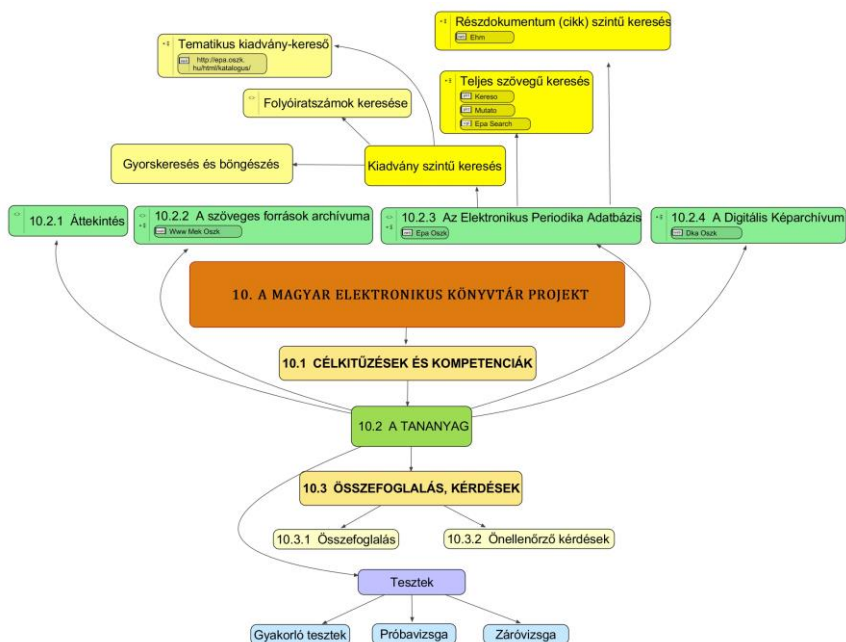 Részdokumentum (cikk) szintű keresés
Ehm
Tematikus kiadvány-kereső
http://epa.oszk.
hu/html/katalogus/
Teljes szövegű keresés
Kereso
Mutato
Epa Search
Folyóiratszámok keresése
Gyorskeresés és böngészés
Kiadvány szintű keresés
10.2.1 Áttekintés
10.2.2 A szöveges források archívuma
Www Mek Oszk
10.2.3 Az Elektronikus Periodika Adatbázis
Epa Oszk
10.2.4 A Digitális Képarchívum
Dka Oszk
10. A MAGYAR ELEKTRONIKUS KÖNYVTÁR PROJEKT
10.1 CÉLKITŰZÉSEK ÉS KOMPETENCIÁK
10.2 A TANANYAG
10.3 ÖSSZEFOGLALÁS, KÉRDÉSEK
10.3.1 Összefoglalás
10.3.2 Önellenőrző kérdések
Tesztek
Gyakorló tesztek
Próbavizsga
Záróvizsga